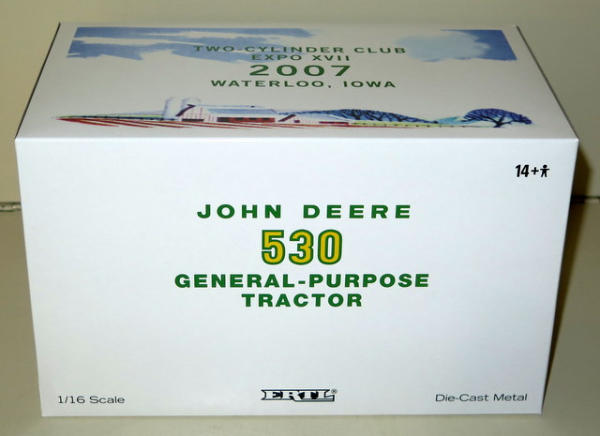 TWO-CYLINDER CLUB
EXPO XVII
2007
WATERLOO, IOWA
14+
JOHN DEERE
530
GENERAL-PURPOSE
TRACTOR
1/16 Scale
ERTL®
Die-Cast Metal